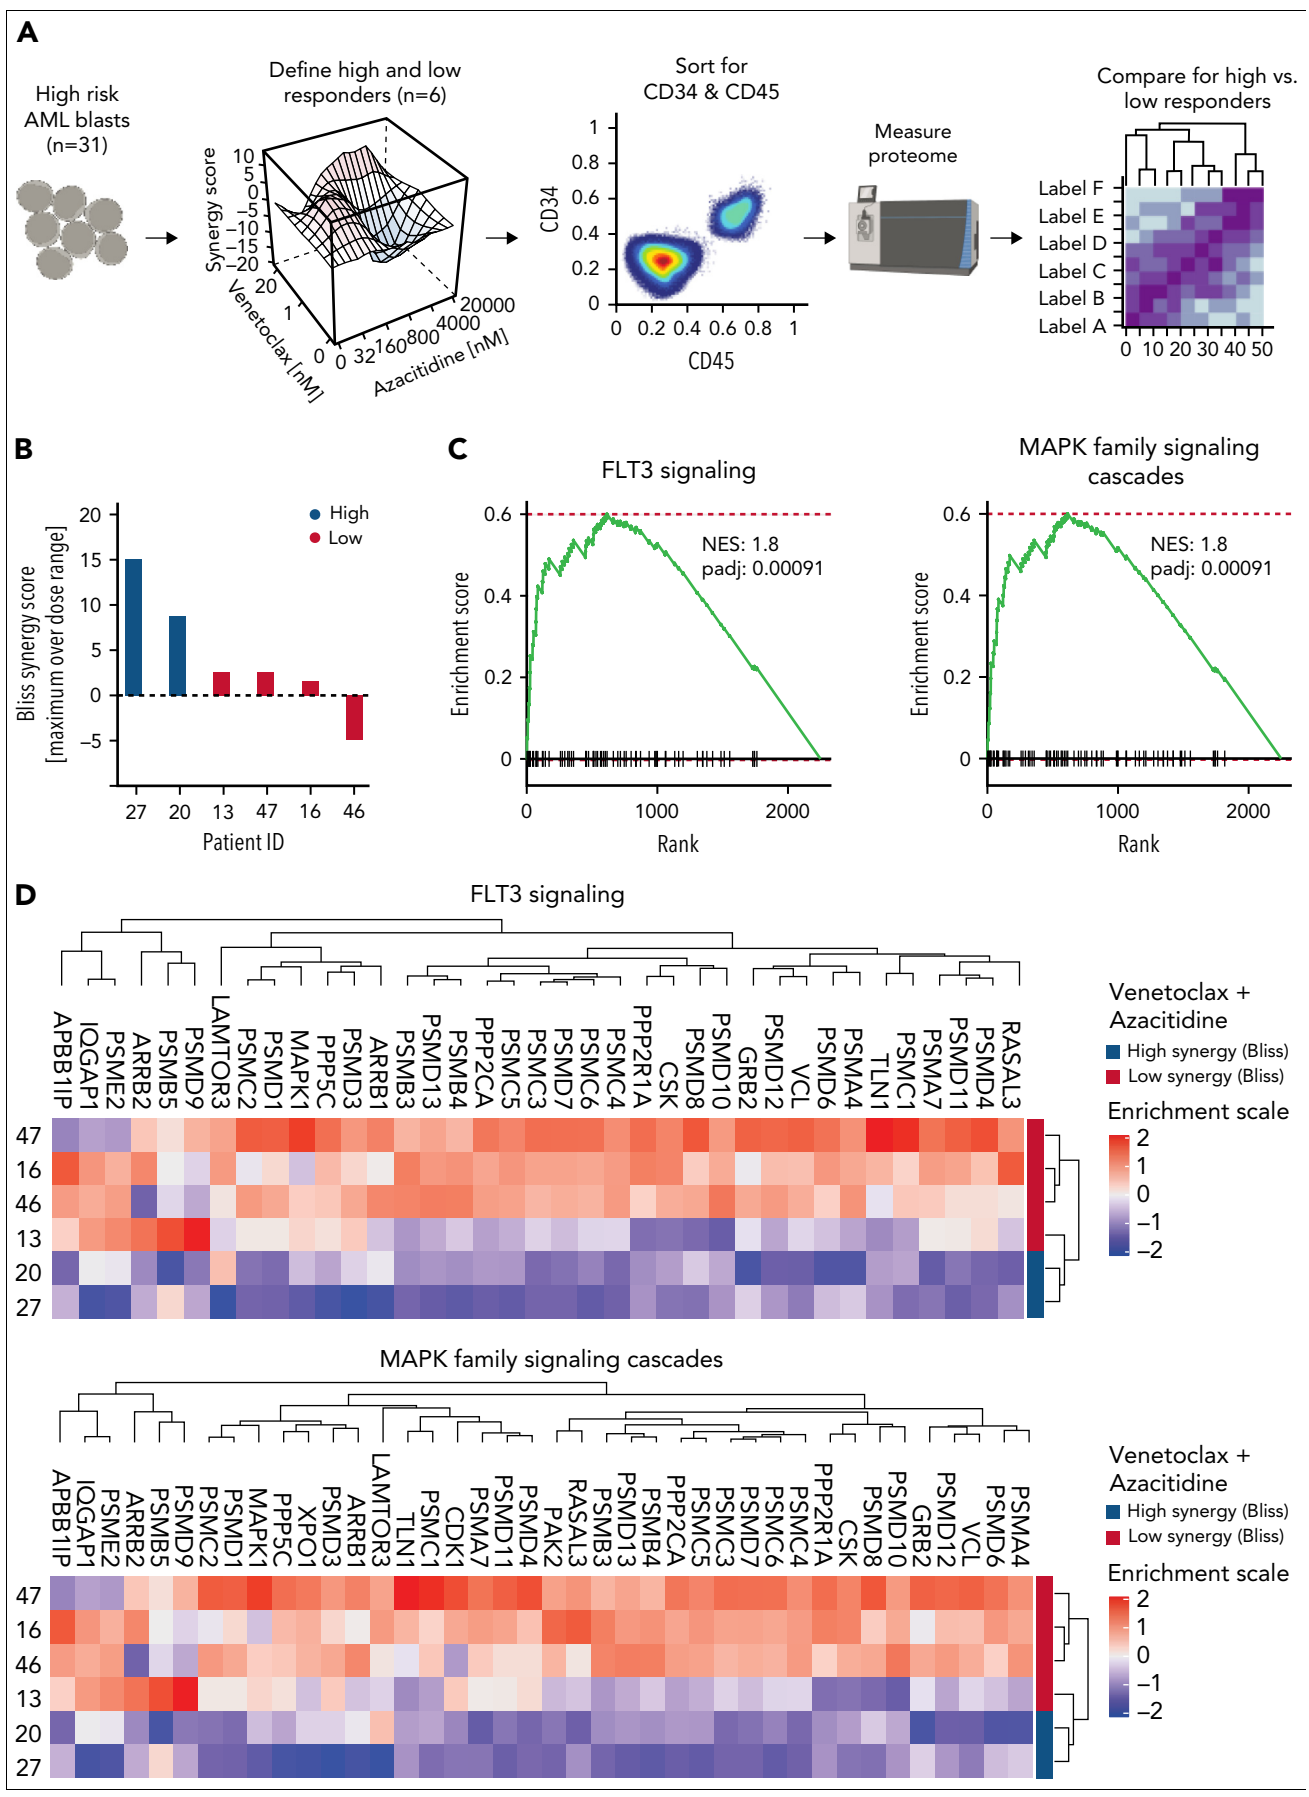 A
High risk
AML blasts
(n=31)
Define high and low
responders (n=6)
Synergy score
10
5
0
−5
−10
−15
−20
20
1
0
Venetoclax [nM]
0
32
160
800
4000
20000
Azacitidine [nM]
Sort for
CD34 & CD45
CD34
1
0.8
0.6
0.4
0.2
0
0 0.2 0.4 0.6 0.8 1
CD45
Measure
proteome
Compare for high vs.
low responders
Label F
Label E
Label D
Label C
Label B
Label A
0 10 20 30 40 50
B
Bliss synergy score
[maximum over dose range]
20
15
10
5
0
−5
High
Low
27 20 13 47 16 46
Patient ID
C
FLT3 signaling
Enrichment score
0.6
0.4
0.2
0
NES: 1.8
padj: 0.00091
0 1000 2000
Rank
MAPK family signaling
cascades
Enrichment score
0.6
0.4
0.2
0
NES: 1.8
padj: 0.00091
0 1000 2000
Rank
D
FLT3 signaling
APBB1IP
IQGAP1
PSME2
ARRB2
PSMB5
PSMD9
LAMTOR3
PSMC2
PSMD1
MAPK1
PPP5C
PSMD3
ARRB1
PSMB3
PSMD13
PSMB4
PPP2CA
PSMC5
PSMC3
PSMD7
PSMC6
PSMC4
PPP2R1A
CSK
PSMD8
PSMD10
GRB2
PSMD12
VCL
PSMD6
PSMA4
TLN1
PSMC1
PSMA7
PSMD11
PSMD4
RASAL3
47
16
46
13
20
27
Venetoclax +
Azacitidine
High synergy (Bliss)
Low synergy (Bliss)
Enrichment scale
2
1
0
−1
−2
MAPK family signaling cascades
APBB1IP
IQGAP1
PSME2
ARRB2
PSMB5
PSMD9
PSMC2
PSMD1
MAPK1
PPP5C
XPO1
PSMD3
ARRB1
LAMTOR3
TLN1
PSMC1
CDK1
PSMA7
PSMD11
PSMD4
PAK2
RASAL3
PSMB3
PSMD13
PSMB4
PPP2CA
PSMC5
PSMC3
PSMD7
PSMC6
PSMC4
PPP2R1A
CSK
PSMD8
PSMD10
GRB2
PSMD12
VCL
PSMD6
PSMA4
47
16
46
13
20
27
Venetoclax +
Azacitidine
High synergy (Bliss)
Low synergy (Bliss)
Enrichment scale
2
1
0
−1
−2